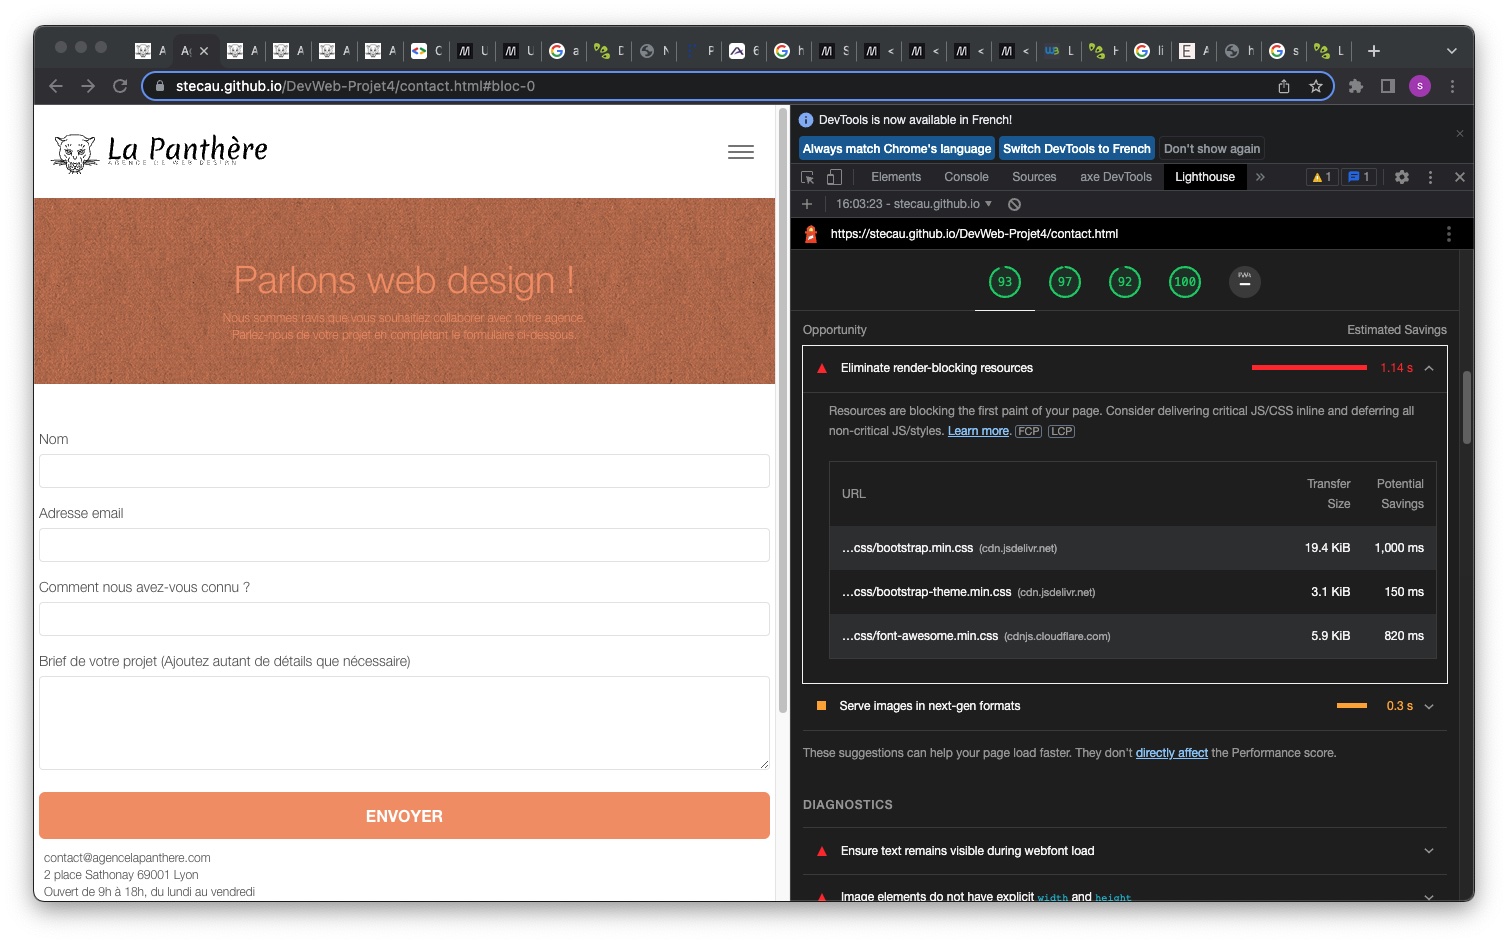 stecau.github.io/DevWeb-Projet4/contact.html#bloc-0
s
La Panthère
AGENCE DE WEB DESIGN
Parlons web design !
Nous sommes ravis que vous souhaitiez collaborer avec notre agence.
Parlez-nous de votre projet en complétant le formulaire ci-dessous.
Nom
Adresse email
Comment nous avez-vous connu ?
Brief de votre projet (Ajoutez autant de détails que nécessaire)
ENVOYER
contact@agencelapanthere.com
2 place Sathonay 69001 Lyon
Ouvert de 9h à 18h, du lundi au vendredi
DevTools is now available in French!
Always match Chrome's language Switch DevTools to French Don't show again
Elements Console Sources axe DevTools Lighthouse » 1 1
16:03:23 - stecau.github.io
https://stecau.github.io/DevWeb-Projet4/contact.html
93 97 92 100 PWA
Opportunity Estimated Savings
Eliminate render-blocking resources 1.14 s
Resources are blocking the first paint of your page. Consider delivering critical JS/CSS inline and deferring all
non-critical JS/styles. Learn more. FCP LCP
URL Transfer Size Potential Savings
…css/bootstrap.min.css (cdn.jsdelivr.net) 19.4 KiB 1,000 ms
…css/bootstrap-theme.min.css (cdn.jsdelivr.net) 3.1 KiB 150 ms
…css/font-awesome.min.css (cdnjs.cloudflare.com) 5.9 KiB 820 ms
Serve images in next-gen formats 0.3 s
These suggestions can help your page load faster. They don't directly affect the Performance score.
DIAGNOSTICS
Ensure text remains visible during webfont load
Image elements do not have explicit width and height